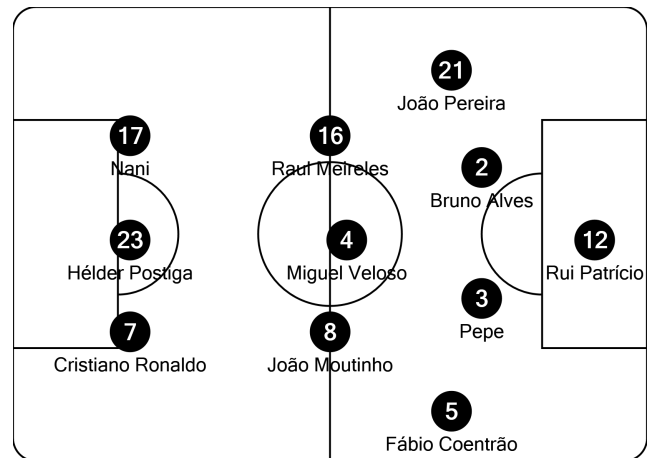 21
João Pereira
17
Nani
16
Raul Meireles
2
Bruno Alves
23
Hélder Postiga
4
Miguel Veloso
12
Rui Patrício
3
Pepe
7
Cristiano Ronaldo
8
João Moutinho
5
Fábio Coentrão